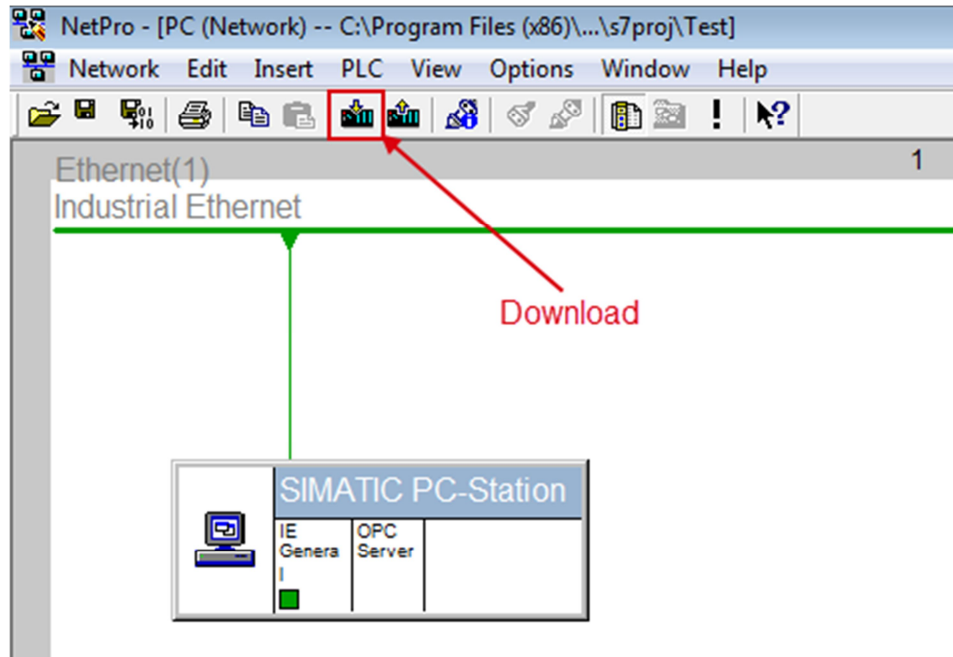 NetPro - [PC (Network) -- C:\Program Files (x86)\...\s7proj\Test]
Network Edit Insert PLC View Options Window Help
Ethernet(1)
1
Industrial Ethernet
Download
SIMATIC PC-Station
IE
Genera
l
OPC
Server